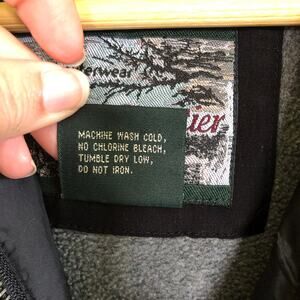 erwear
ier
MACHINE WASH COLD,
NO CHLORINE BLEACH,
TUMBLE DRY LOW,
DO NOT IRON.